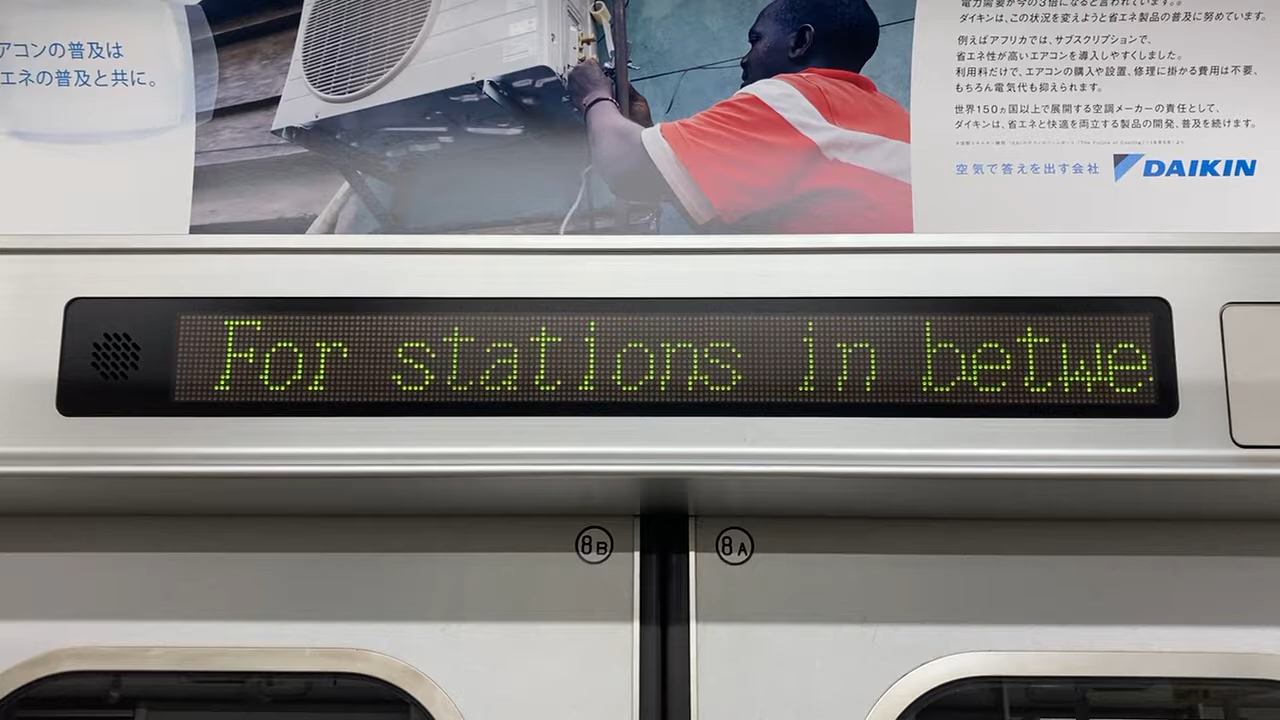 アコンの普及は
エネの普及と共に。
電力需要が今の3倍になると言われています。
ダイキンは、この状況を変えようと省エネ製品の普及に努めています。
例えばアフリカでは、サブスクリプションで、
省エネ性が高いエアコンを導入しやすくしました。
利用料だけで、エアコンの購入や設置、修理に掛かる費用は不要、
もちろん電気代も抑えられます。
世界150ヵ国以上で展開する空調メーカーの責任として、
ダイキンは、省エネと快適を両立する製品の開発、普及を続けます。
空気で答えを出す会社 DAIKIN
For stations in betwe
8B 8A